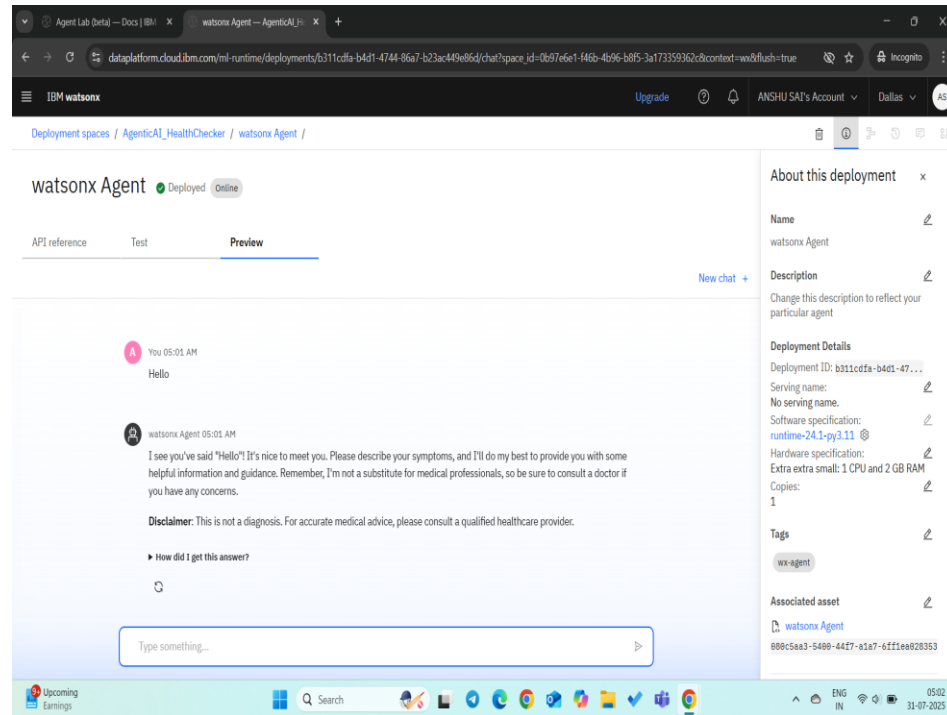 Agent Lab (beta) — Docs | IBM
watsonx Agent — AgenticAI_He
dataplatform.cloud.ibm.com/ml-runtime/deployments/b311cdfa-b4d1-4744-86a7-b23ac449e86d/chat?space_id=0b97e6e1-f46b-4b96-b8f5-3a173359362c&context=wx&flush=true
Incognito
IBM watsonx
Upgrade
ANSHU SAI's Account
Dallas
AS
Deployment spaces / AgenticAI_HealthChecker / watsonx Agent /
watsonx Agent
Deployed
Online
API reference
Test
Preview
New chat +
A
You 05:01 AM
Hello
watsonx Agent 05:01 AM
I see you've said "Hello"! It's nice to meet you. Please describe your symptoms, and I'll do my best to provide you with some
helpful information and guidance. Remember, I'm not a substitute for medical professionals, so be sure to consult a doctor if
you have any concerns.
Disclaimer: This is not a diagnosis. For accurate medical advice, please consult a qualified healthcare provider.
How did I get this answer?
Type something...
About this deployment
Name
watsonx Agent
Description
Change this description to reflect your
particular agent
Deployment Details
Deployment ID: b311cdfa-b4d1-47...
Serving name:
No serving name.
Software specification:
runtime-24.1-py3.11
Hardware specification:
Extra extra small: 1 CPU and 2 GB RAM
Copies:
1
Tags
wx-agent
Associated asset
watsonx Agent
080c5aa3-5400-44f7-a1a7-6ff1ea028353
9+
Upcoming
Earnings
Search
ENG
IN
05:02
31-07-2025